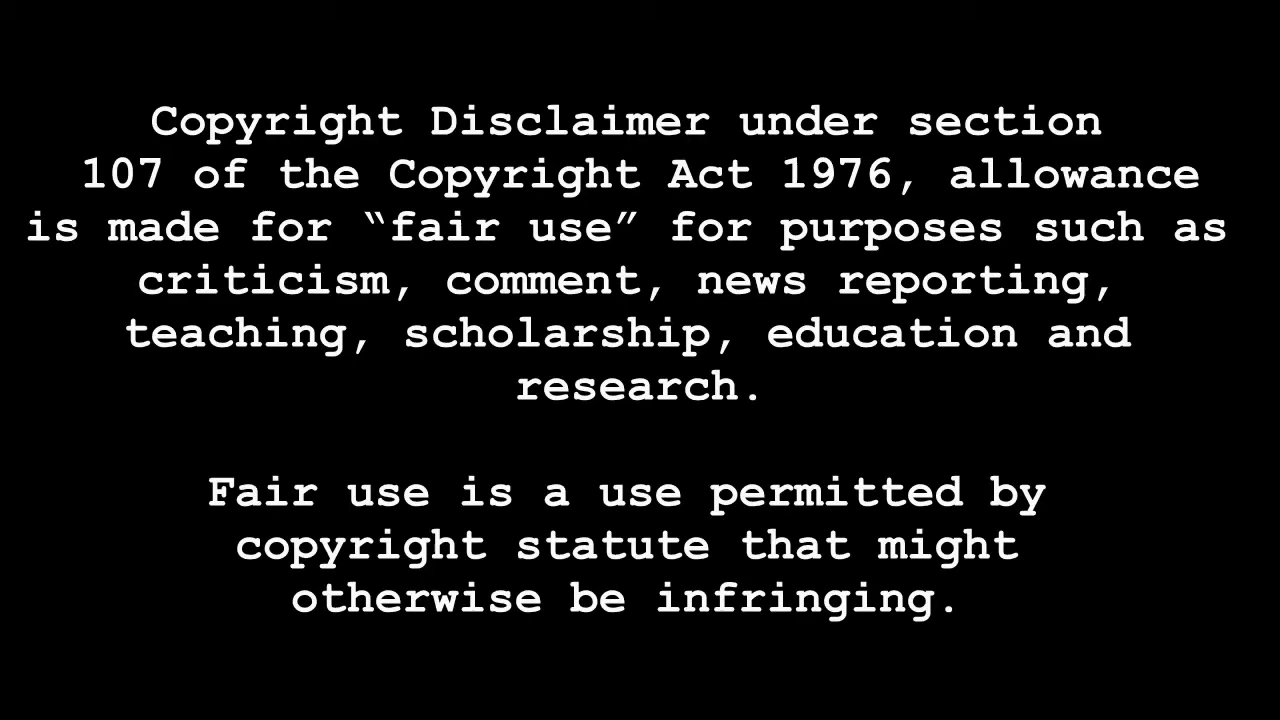 Copyright Disclaimer under section
107 of the Copyright Act 1976, allowance
is made for “fair use” for purposes such as
criticism, comment, news reporting,
teaching, scholarship, education and
research.
Fair use is a use permitted by
copyright statute that might
otherwise be infringing.